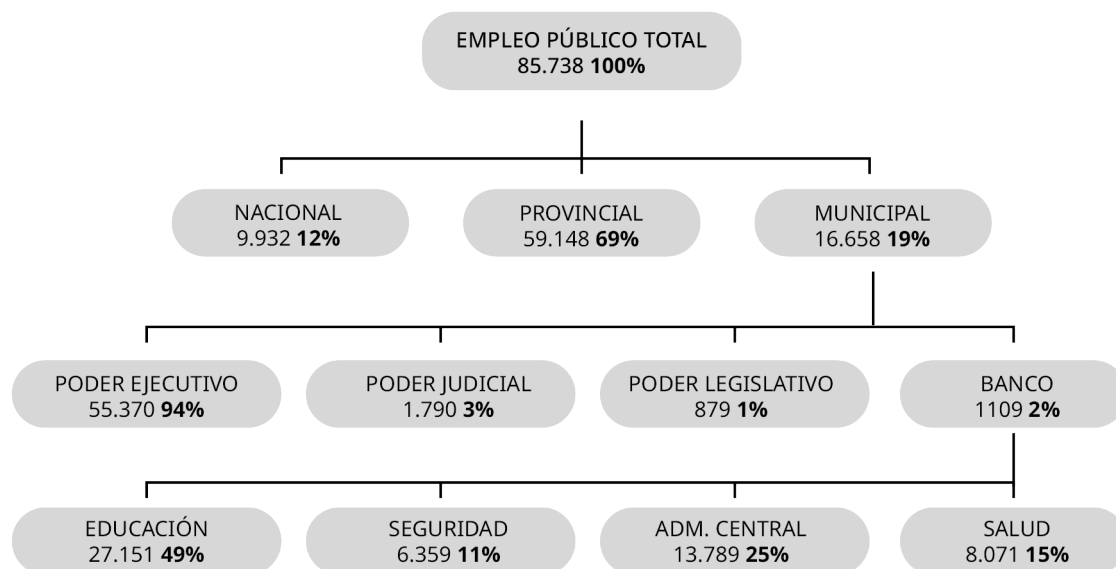 EMPLEO PÚBLICO TOTAL
85.738 100%
NACIONAL
9.932 12%
PROVINCIAL
59.148 69%
MUNICIPAL
16.658 19%
PODER EJECUTIVO
55.370 94%
PODER JUDICIAL
1.790 3%
PODER LEGISLATIVO
879 1%
BANCO
1109 2%
EDUCACIÓN
27.151 49%
SEGURIDAD
6.359 11%
ADM. CENTRAL
13.789 25%
SALUD
8.071 15%